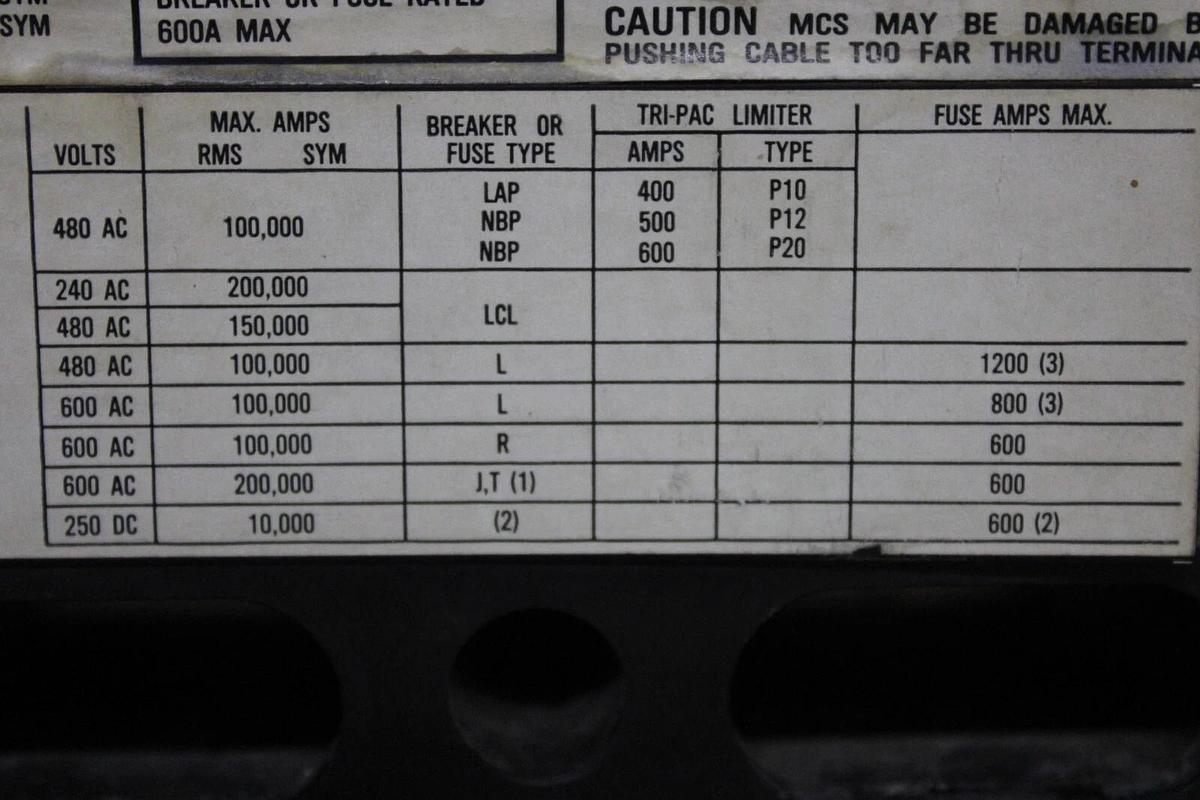 SYM
BREAKER OR FUSE RATED
600A MAX
CAUTION MCS MAY BE DAMAGED
PUSHING CABLE TOO FAR THRU
VOLTS
MAX. AMPS
RMS SYM
BREAKER OR
FUSE TYPE
TRI-PAC LIMITER
AMPS TYPE
FUSE AMPS MAX.
480 AC 100,000
LAP 400 P10
NBP 500 P12
NBP 600 P20
240 AC 200,000
LCL
480 AC 150,000
480 AC 100,000 L 1200 (3)
600 AC 100,000 L 800 (3)
600 AC 100,000 R 600
600 AC 200,000 J,T (1) 600
250 DC 10,000 (2) 600 (2)